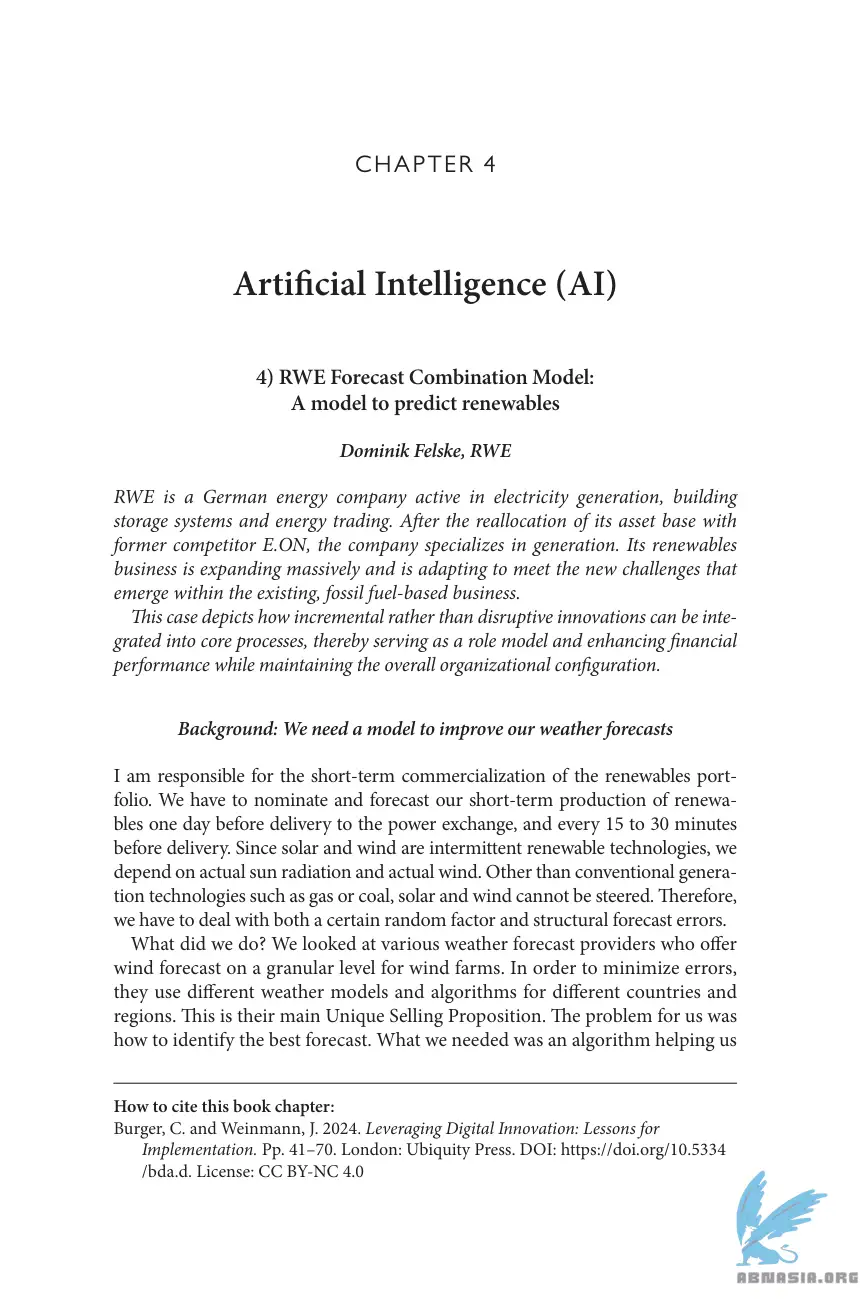 CHAPTER 4
Artificial Intelligence (AI)
4) RWE Forecast Combination Model:
A model to predict renewables
Dominik Felske, RWE
RWE is a German energy company active in electricity generation, building
storage systems and energy trading. After the reallocation of its asset base with
former competitor E.ON, the company specializes in generation. Its renewables
business is expanding massively and is adapting to meet the new challenges that
emerge within the existing, fossil fuel-based business.
This case depicts how incremental rather than disruptive innovations can be inte-
grated into core processes, thereby serving as a role model and enhancing financial
performance while maintaining the overall organizational configuration.
Background: We need a model to improve our weather forecasts
I am responsible for the short-term commercialization of the renewables port-
folio. We have to nominate and forecast our short-term production of renewa-
bles one day before delivery to the power exchange, and every 15 to 30 minutes
before delivery. Since solar and wind are intermittent renewable technologies, we
depend on actual sun radiation and actual wind. Other than conventional genera-
tion technologies such as gas or coal, solar and wind cannot be steered. Therefore,
we have to deal with both a certain random factor and structural forecast errors.
What did we do? We looked at various weather forecast providers who offer
wind forecast on a granular level for wind farms. In order to minimize errors,
they use different weather models and algorithms for different countries and
regions. This is their main Unique Selling Proposition. The problem for us was
how to identify the best forecast. What we needed was an algorithm helping us
How to cite this book chapter:
Burger, C. and Weinmann, J. 2024. Leveraging Digital Innovation: Lessons for
Implementation. Pp. 41–70. London: Ubiquity Press. DOI: https://doi.org/10.5334
/bda.d. License: CC BY-NC 4.0
ABNASIA.ORG